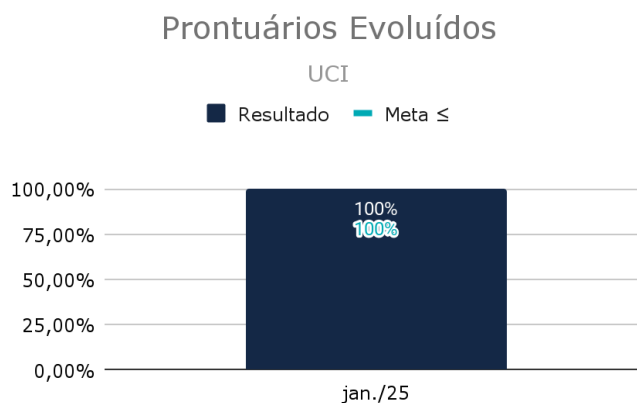 Prontuários Evoluídos
UCI
Resultado Meta ≤
100,00%
100%
100%
75,00%
50,00%
25,00%
0,00%
jan./25